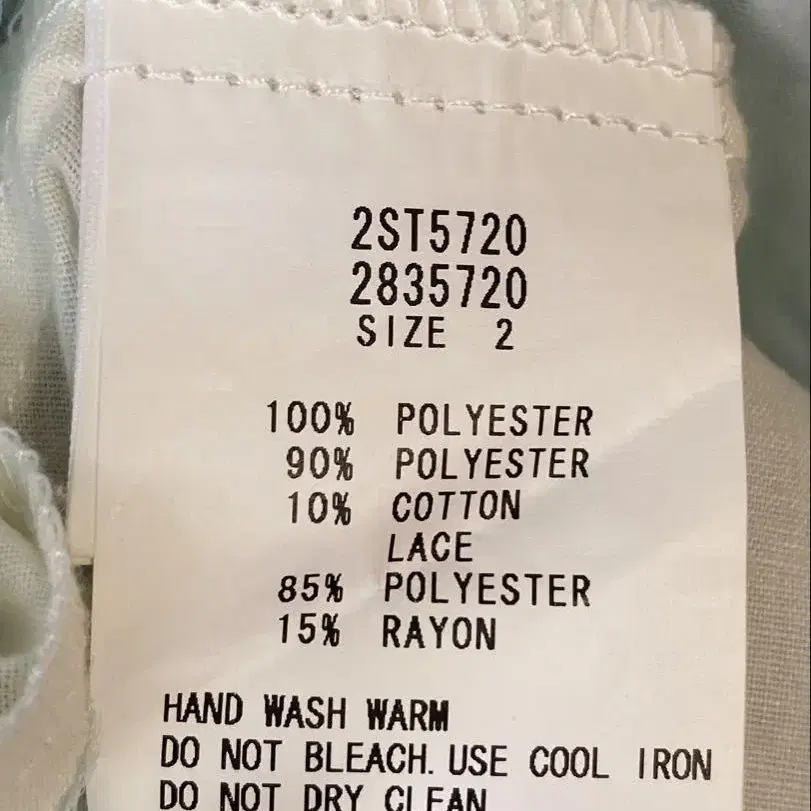 2ST5720
2835720
SIZE 2
100% POLYESTER
90% POLYESTER
10% COTTON
LACE
85% POLYESTER
15% RAYON
HAND WASH WARM
DO NOT BLEACH. USE COOL IRON
DO NOT DRY CLEAN